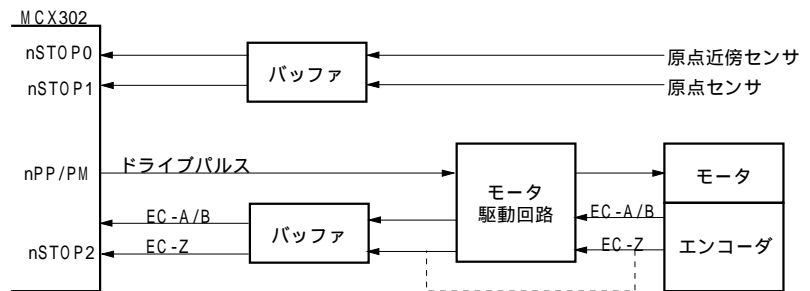 MCX302
nSTOP0
nSTOP1
バッファ
原点近傍センサ
原点センサ
nPP/PM
ドライブパルス
モータ
駆動回路
モータ
EC-A/B
EC-A/B
バッファ
nSTOP2
EC-Z
EC-Z
エンコーダ